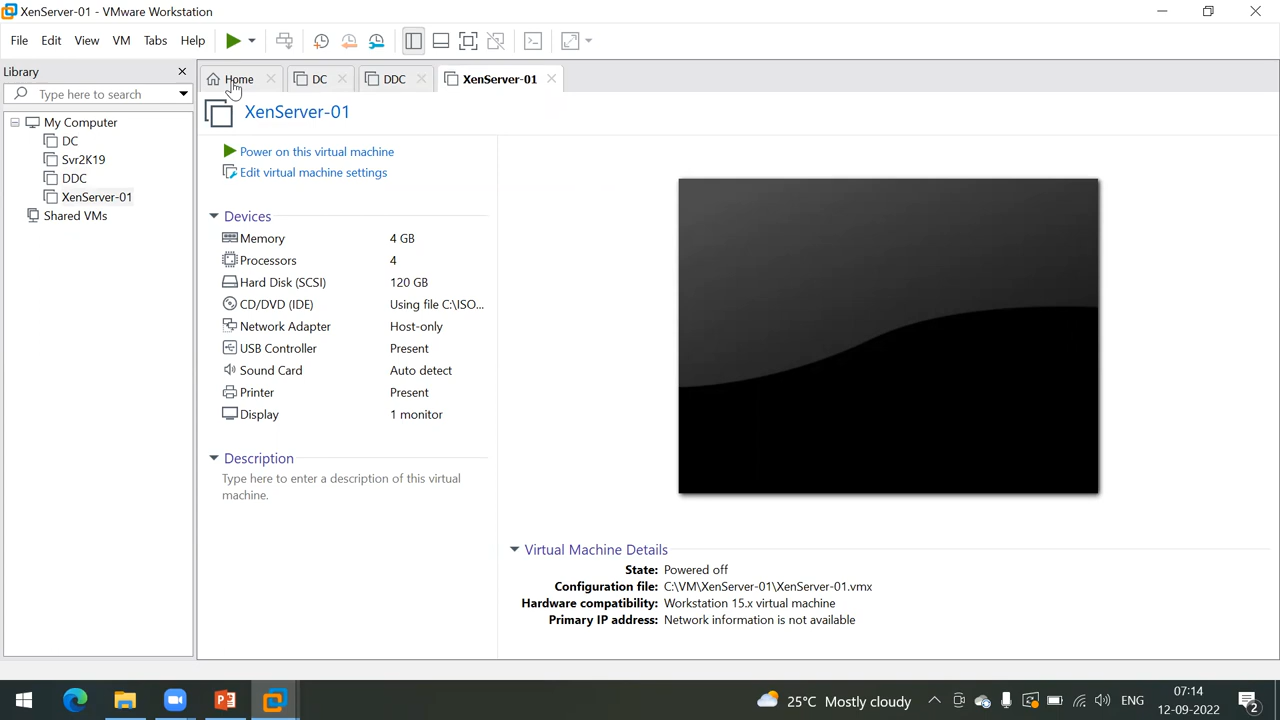 XenServer-01 - VMware Workstation
File Edit View VM Tabs Help
Library
Type here to search
My Computer
DC
Svr2K19
DDC
XenServer-01
Shared VMs
Home DC DDC XenServer-01
XenServer-01
Power on this virtual machine
Edit virtual machine settings
Devices
Memory 4 GB
Processors 4
Hard Disk (SCSI) 120 GB
CD/DVD (IDE) Using file C:\ISO...
Network Adapter Host-only
USB Controller Present
Sound Card Auto detect
Printer Present
Display 1 monitor
Description
Type here to enter a description of this virtual
machine.
Virtual Machine Details
State: Powered off
Configuration file: C:\VM\XenServer-01\XenServer-01.vmx
Hardware compatibility: Workstation 15.x virtual machine
Primary IP address: Network information is not available
25°C Mostly cloudy
ENG
07:14
12-09-2022
2